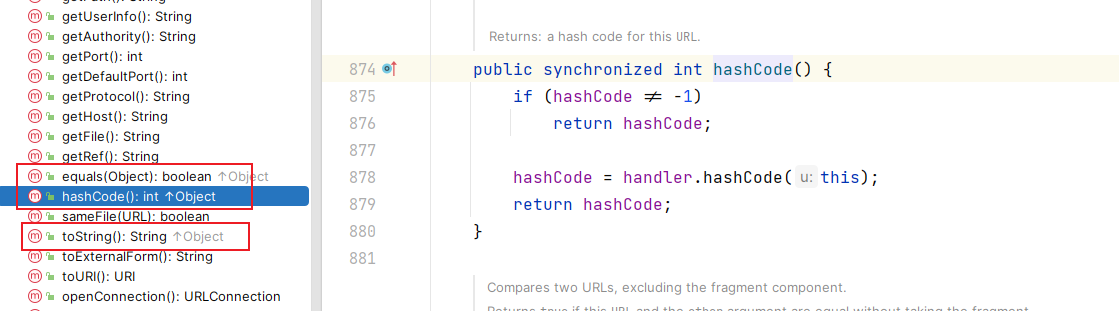 getUserInfo(): String
getAuthority(): String
getPort(): int
getDefaultPort(): int
getProtocol(): String
getHost(): String
getFile(): String
getRef(): String
equals(Object): boolean ↑Object
hashCode(): int ↑Object
sameFile(URL): boolean
toString(): String ↑Object
toExternalForm(): String
toURI(): URI
openConnection(): URLConnection
Returns: a hash code for this URL.
874 public synchronized int hashCode() {
875 if (hashCode != -1)
876 return hashCode;
877
878 hashCode = handler.hashCode( u: this);
879 return hashCode;
880 }
881
Compares two URLs, excluding the fragment component.